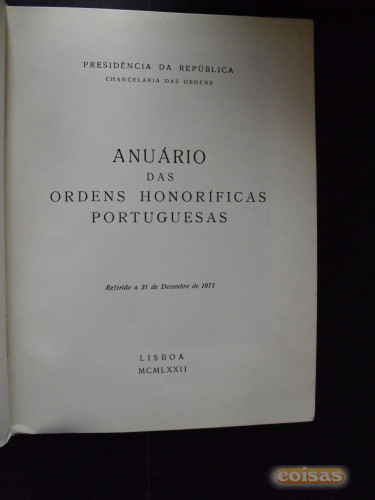 PRESIDÊNCIA DA REPÚBLICA
CHANCELARIA DAS ORDENS
ANUÁRIO
DAS
ORDENS HONORÍFICAS
PORTUGUESAS
Referido a 31 de Dezembro de 1971
LISBOA
MCMLXXII
coisas